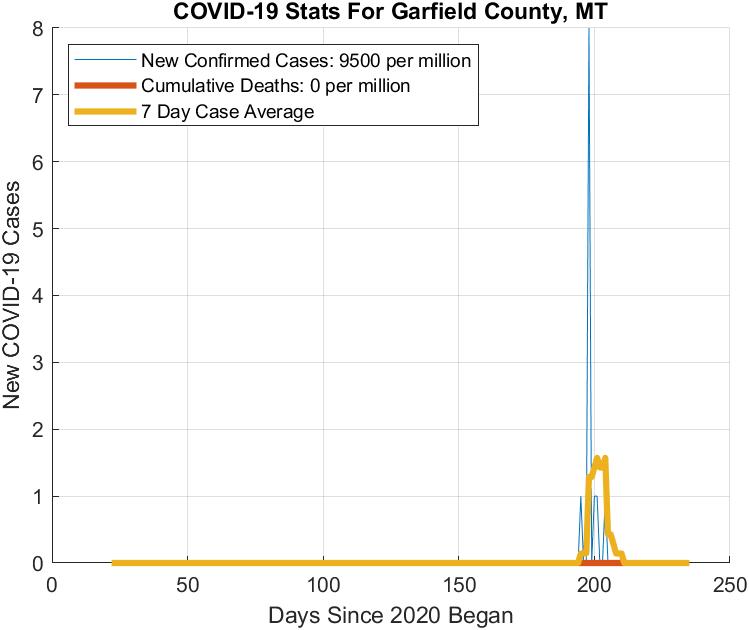 COVID-19 Stats For Garfield County, MT
New Confirmed Cases: 9500 per million
Cumulative Deaths: 0 per million
7 Day Case Average
New COVID-19 Cases
8
7
6
5
4
3
2
1
0
0 50 100 150 200 250
Days Since 2020 Began